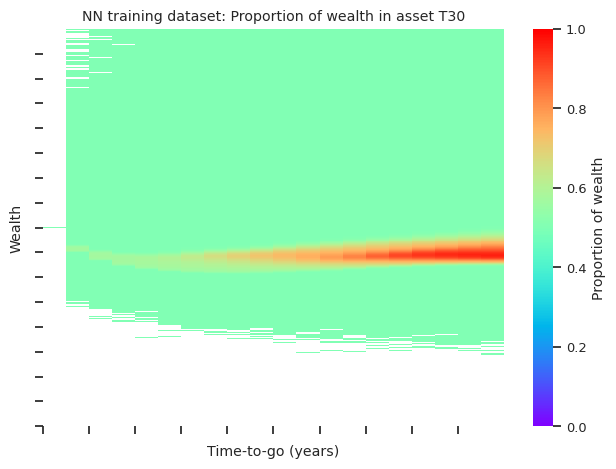 NN training dataset: Proportion of wealth in asset T30
1.0
0.8
0.6
0.4
0.2
0.0
Proportion of wealth
Wealth
Time-to-go (years)